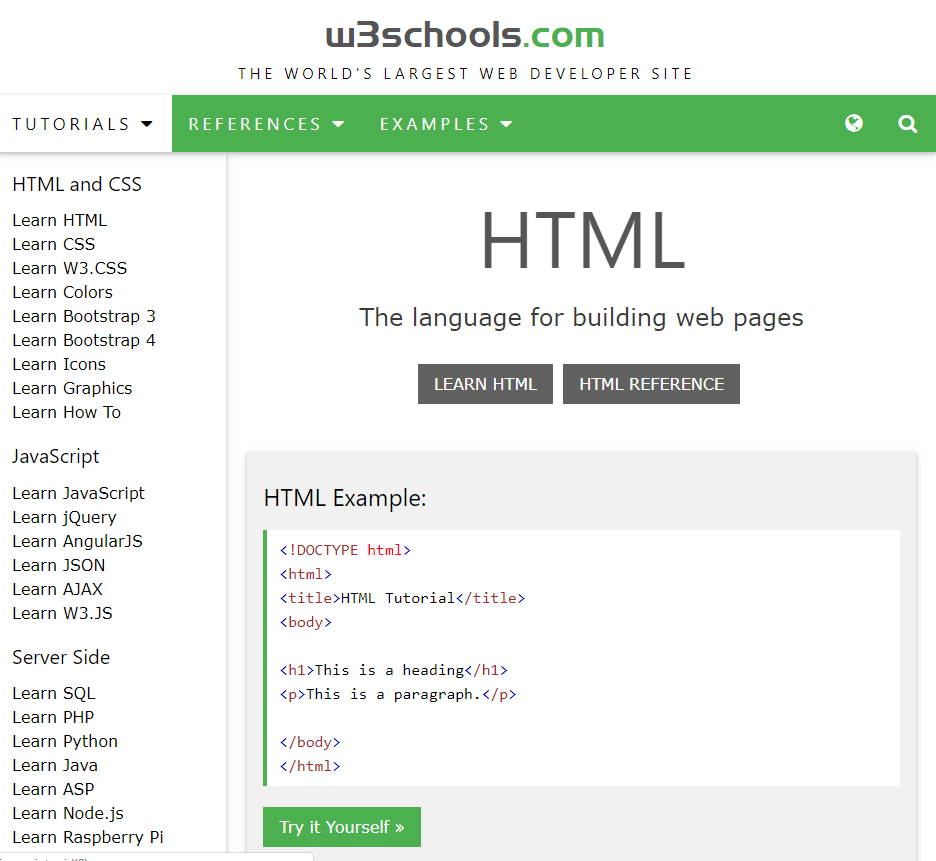 w3schools.com
THE WORLD'S LARGEST WEB DEVELOPER SITE
TUTORIALS REFERENCES EXAMPLES
HTML and CSS
Learn HTML
Learn CSS
Learn W3.CSS
Learn Colors
Learn Bootstrap 3
Learn Bootstrap 4
Learn Icons
Learn Graphics
Learn How To
JavaScript
Learn JavaScript
Learn jQuery
Learn AngularJS
Learn JSON
Learn AJAX
Learn W3.JS
Server Side
Learn SQL
Learn PHP
Learn Python
Learn Java
Learn ASP
Learn Node.js
Learn Raspberry Pi
HTML
The language for building web pages
LEARN HTML HTML REFERENCE
HTML Example:
<!DOCTYPE html>
<html>
<title>HTML Tutorial</title>
<body>
<h1>This is a heading</h1>
<p>This is a paragraph.</p>
</body>
</html>
Try it Yourself »